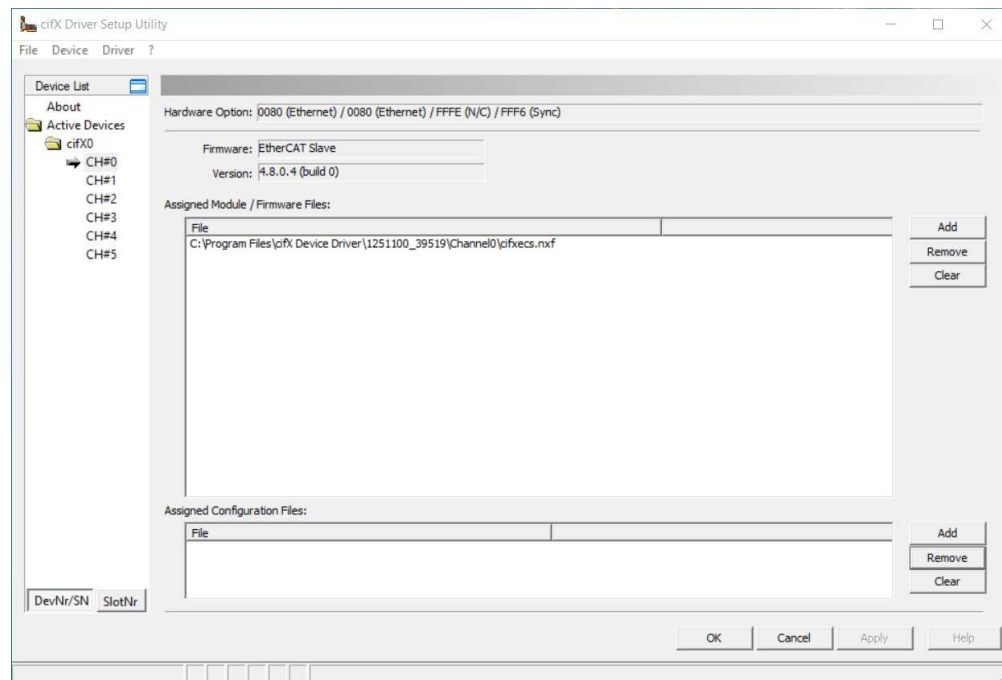 cifX Driver Setup Utility
File Device Driver ?
Device List
About
Active Devices
cifX0
CH#0
CH#1
CH#2
CH#3
CH#4
CH#5
DevNr/SN SlotNr
Hardware Option: 0080 (Ethernet) / 0080 (Ethernet) / FFFE (N/C) / FFF6 (Sync)
Firmware: EtherCAT Slave
Version: 4.8.0.4 (build 0)
Assigned Module / Firmware Files:
File
C:\Program Files\cifX Device Driver\1251100_39519\Channel0\cifxecs.nxf
Add
Remove
Clear
Assigned Configuration Files:
File
Add
Remove
Clear
OK Cancel Apply Help